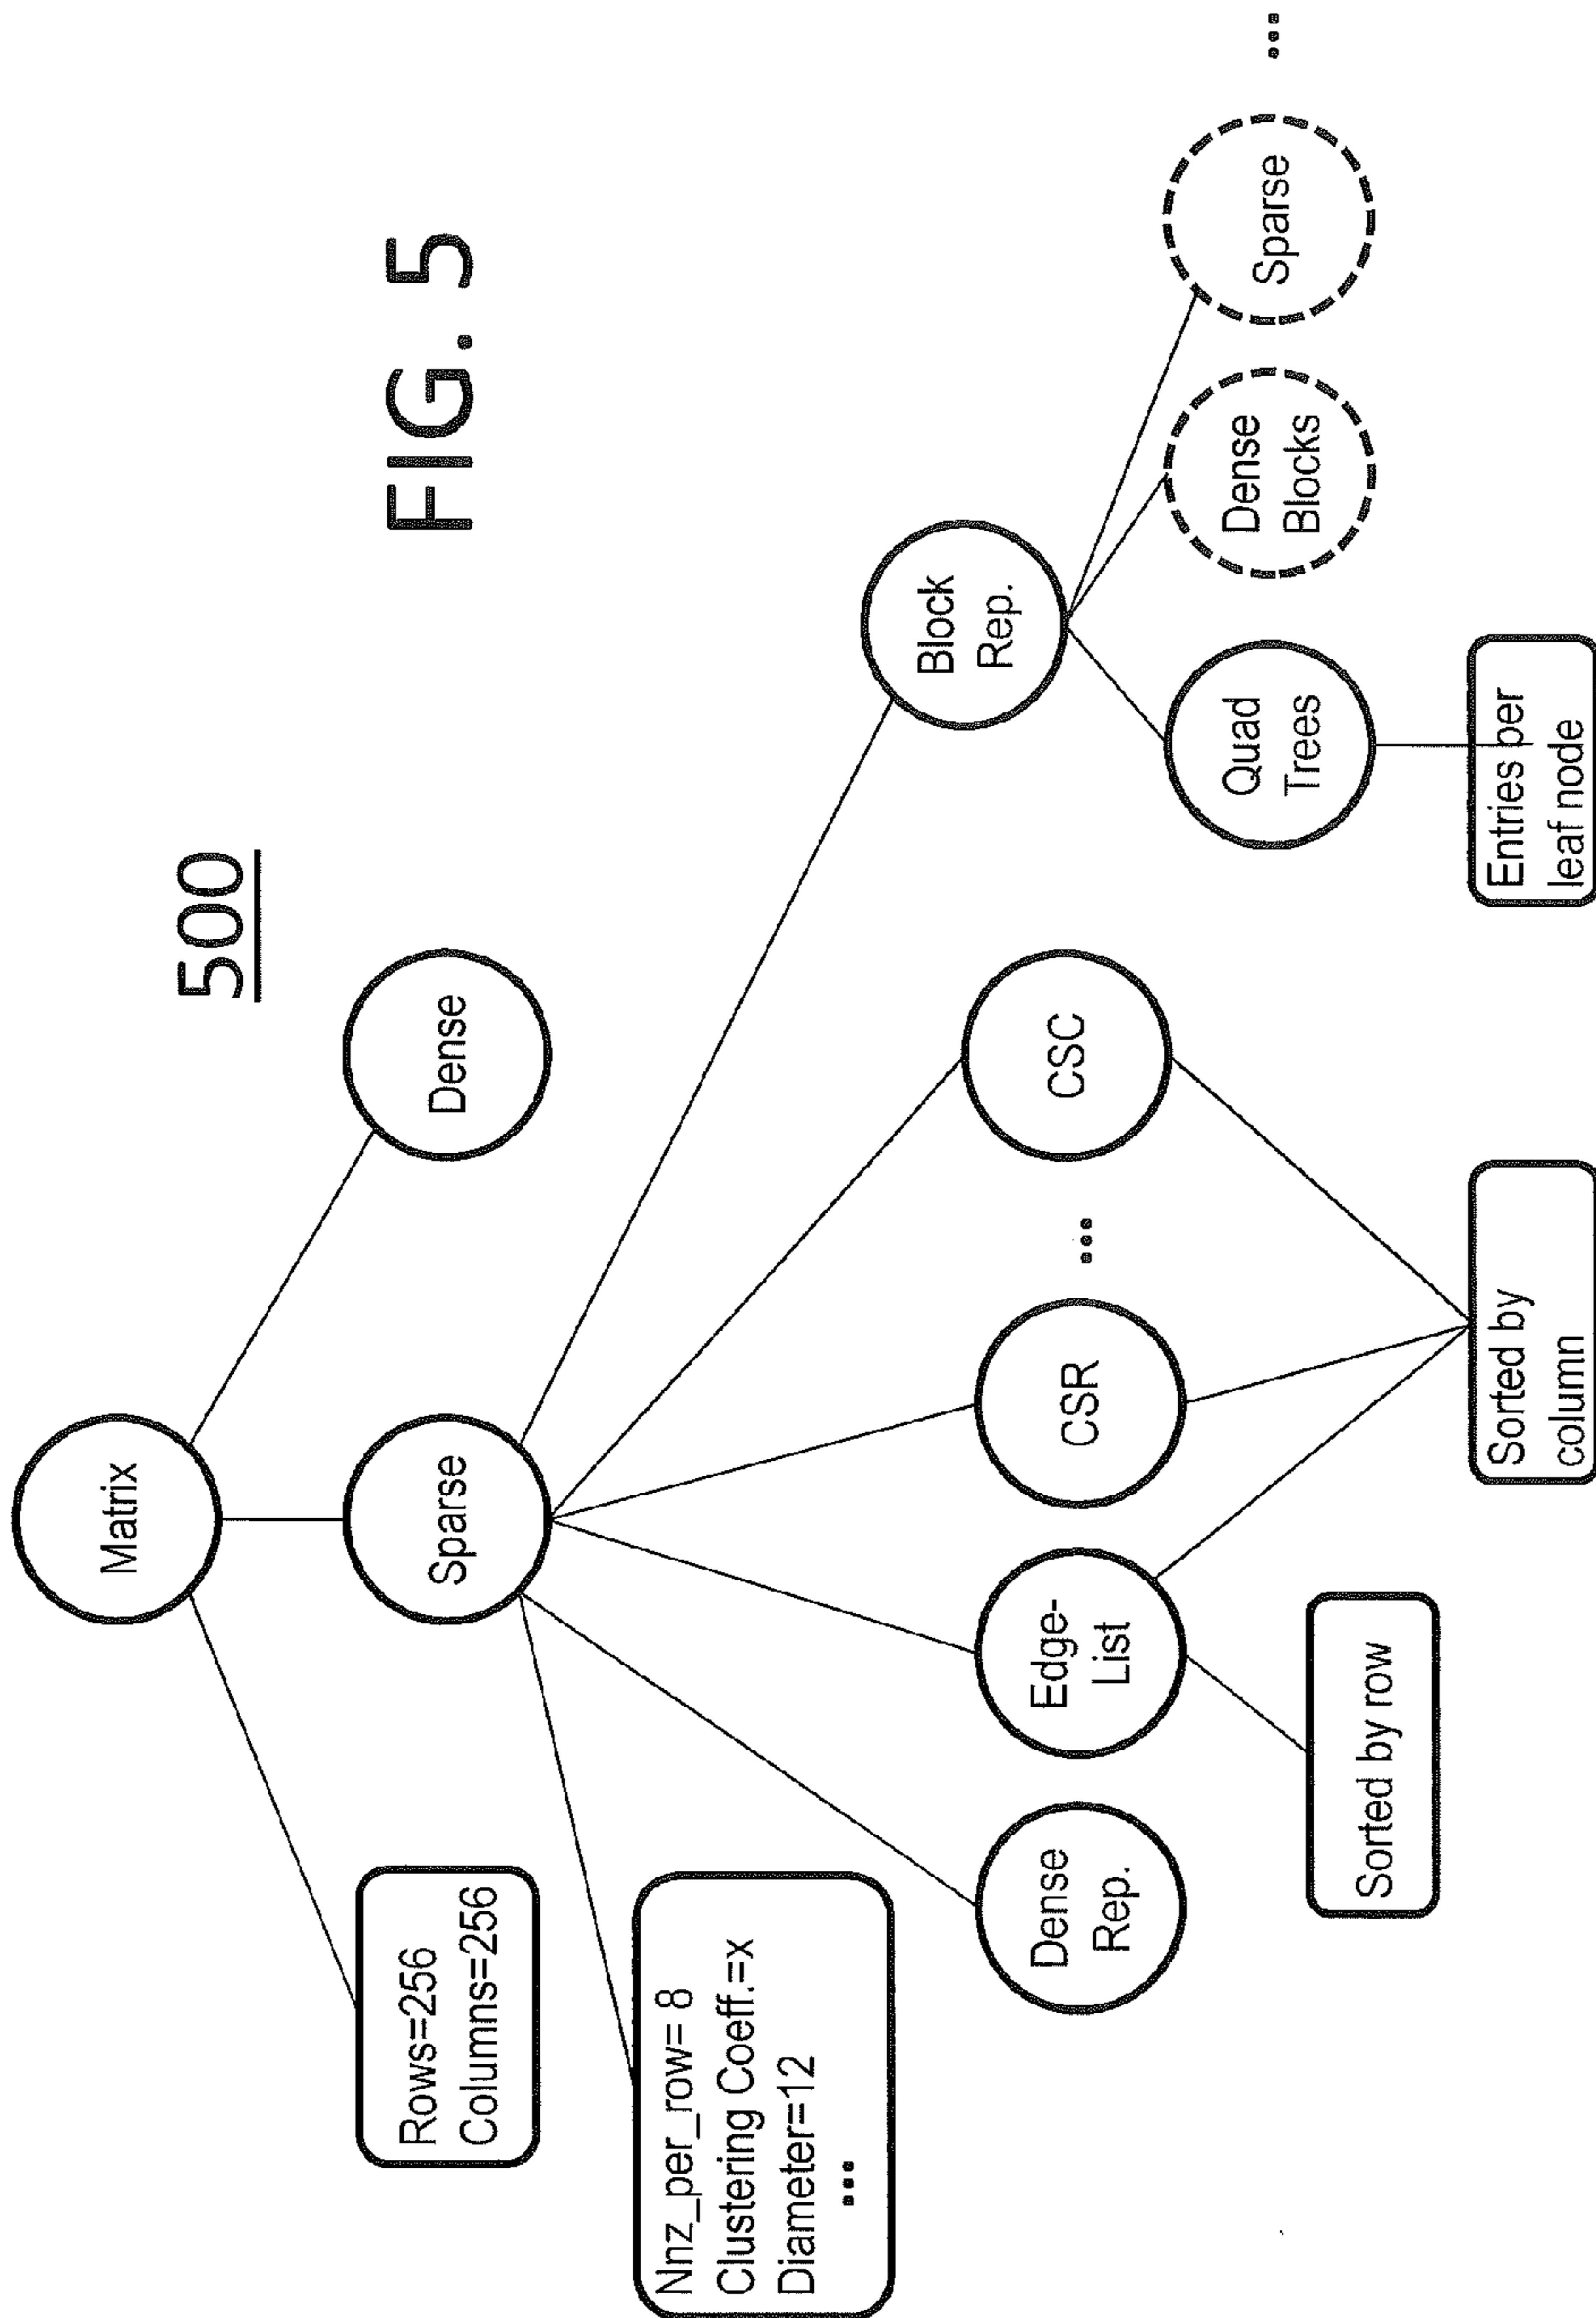 500
FIG. 5
Matrix
Rows=256
Columns=256
Sparse
Dense
Nnz_per_row= 8
Clustering Coeff.=x
Diameter=12
...
Block
Rep.
Dense
Rep.
Edge-
List
CSR
...
CSC
Quad
Trees
Dense
Blocks
Sparse
...
Sorted by row
Sorted by
column
Entries per
leaf node